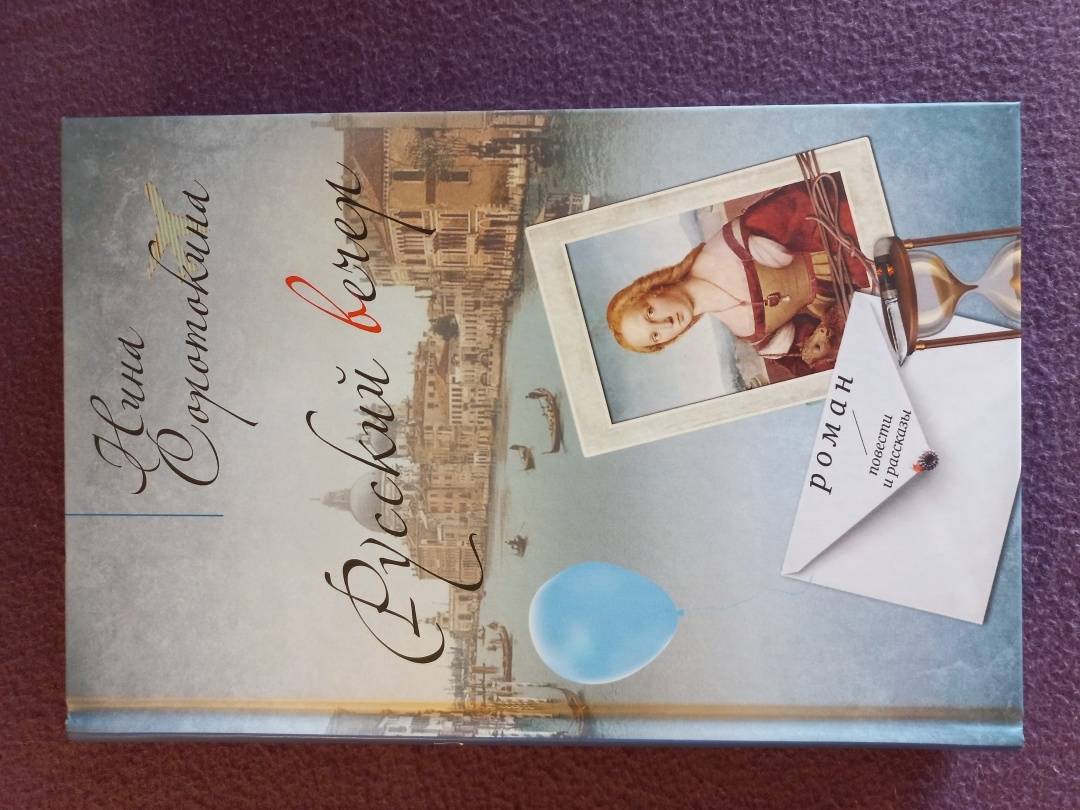 Нина
Соротокина
Русский вечер
роман
повести
и рассказы